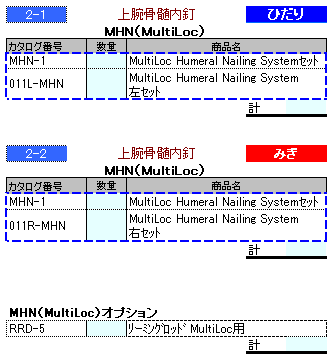 2-1 上腕骨髄内釘 ひだり
MHN(MultiLoc)
カタログ番号 数量 商品名
MHN-1 MultiLoc Humeral Nailing Systemセット
011L-MHN MultiLoc Humeral Nailing System
左セット
計
2-2 上腕骨髄内釘 みぎ
MHN(MultiLoc)
カタログ番号 数量 商品名
MHN-1 MultiLoc Humeral Nailing Systemセット
011R-MHN MultiLoc Humeral Nailing System
右セット
計
MHN(MultiLoc)オプション
RRD-5 リーミングロッド MultiLoc用
計